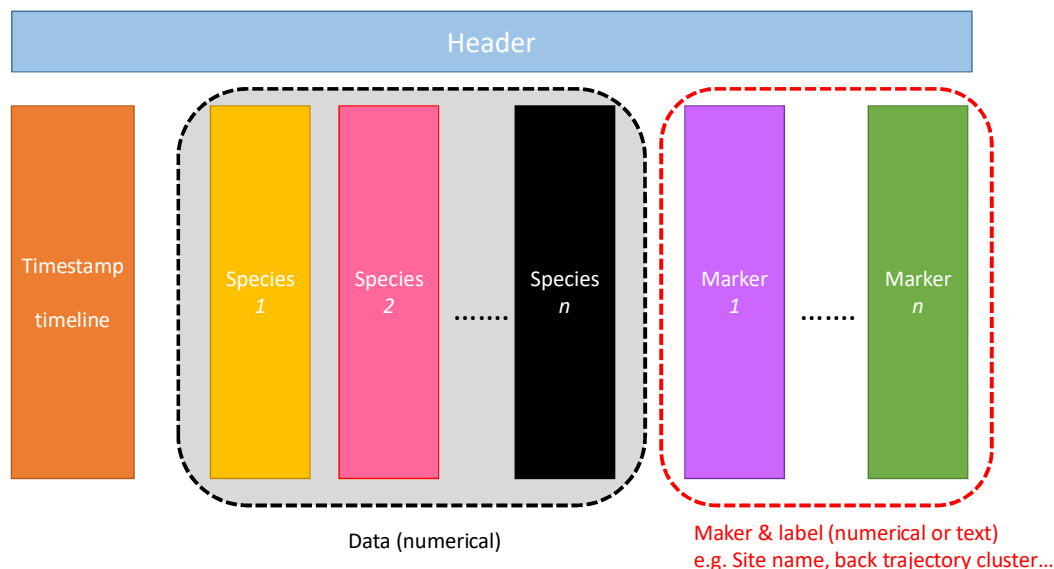 Header
Timestamp
timeline
Species
1
Species
2
.......
Species
n
Marker
1
.......
Marker
n
Data (numerical)
Maker & label (numerical or text)
e.g. Site name, back trajectory cluster…